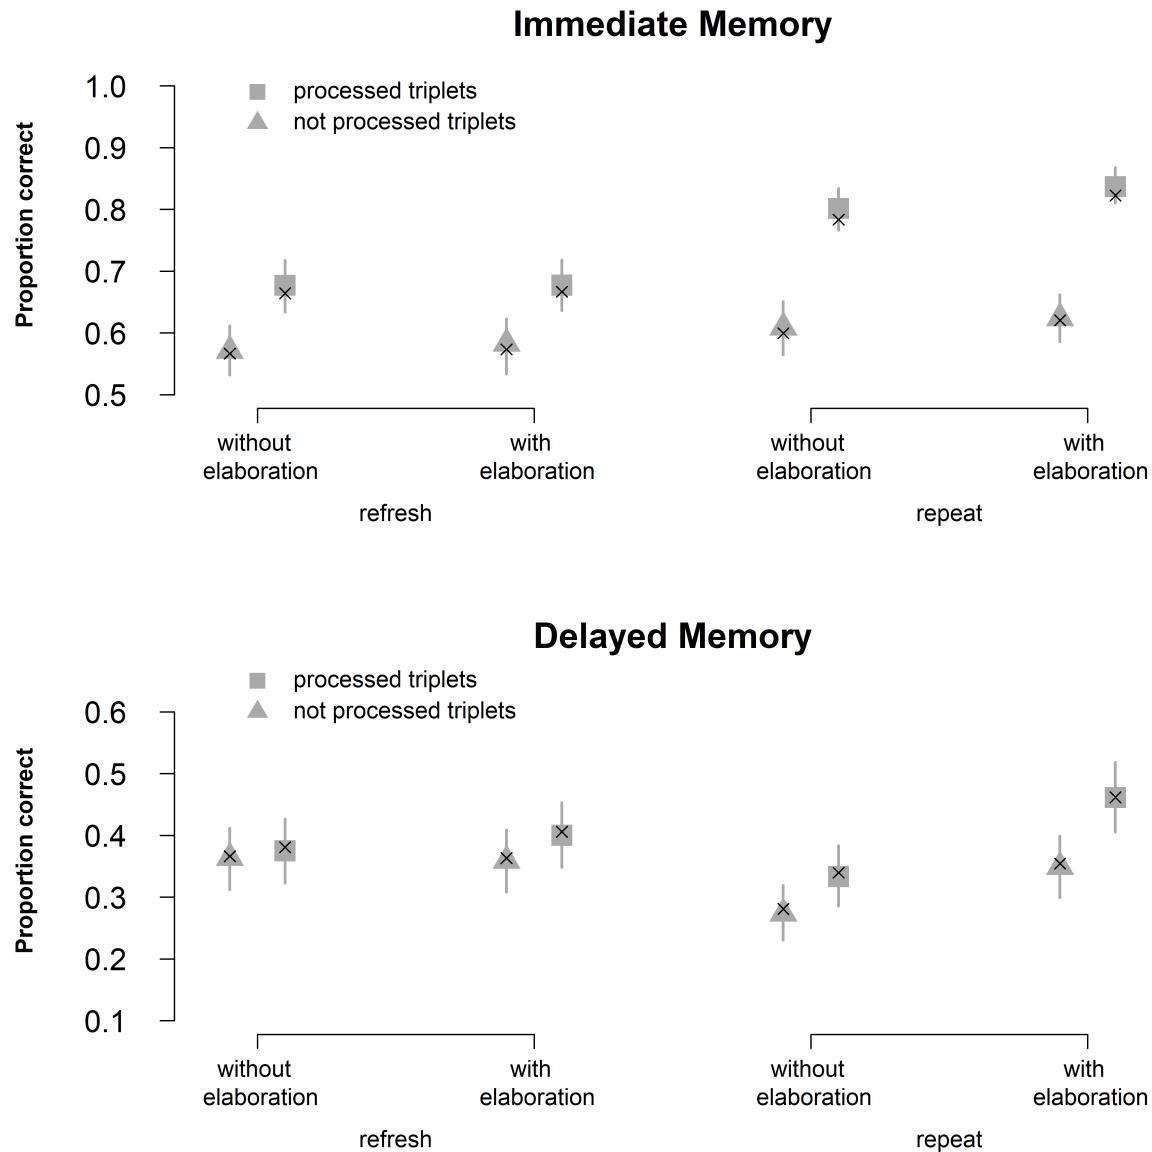 Immediate Memory
Proportion correct
1.0
0.9
0.8
0.7
0.6
0.5
processed triplets
not processed triplets
without elaboration
with elaboration
without elaboration
with elaboration
refresh
repeat
Delayed Memory
Proportion correct
0.6
0.5
0.4
0.3
0.2
0.1
processed triplets
not processed triplets
without elaboration
with elaboration
without elaboration
with elaboration
refresh
repeat